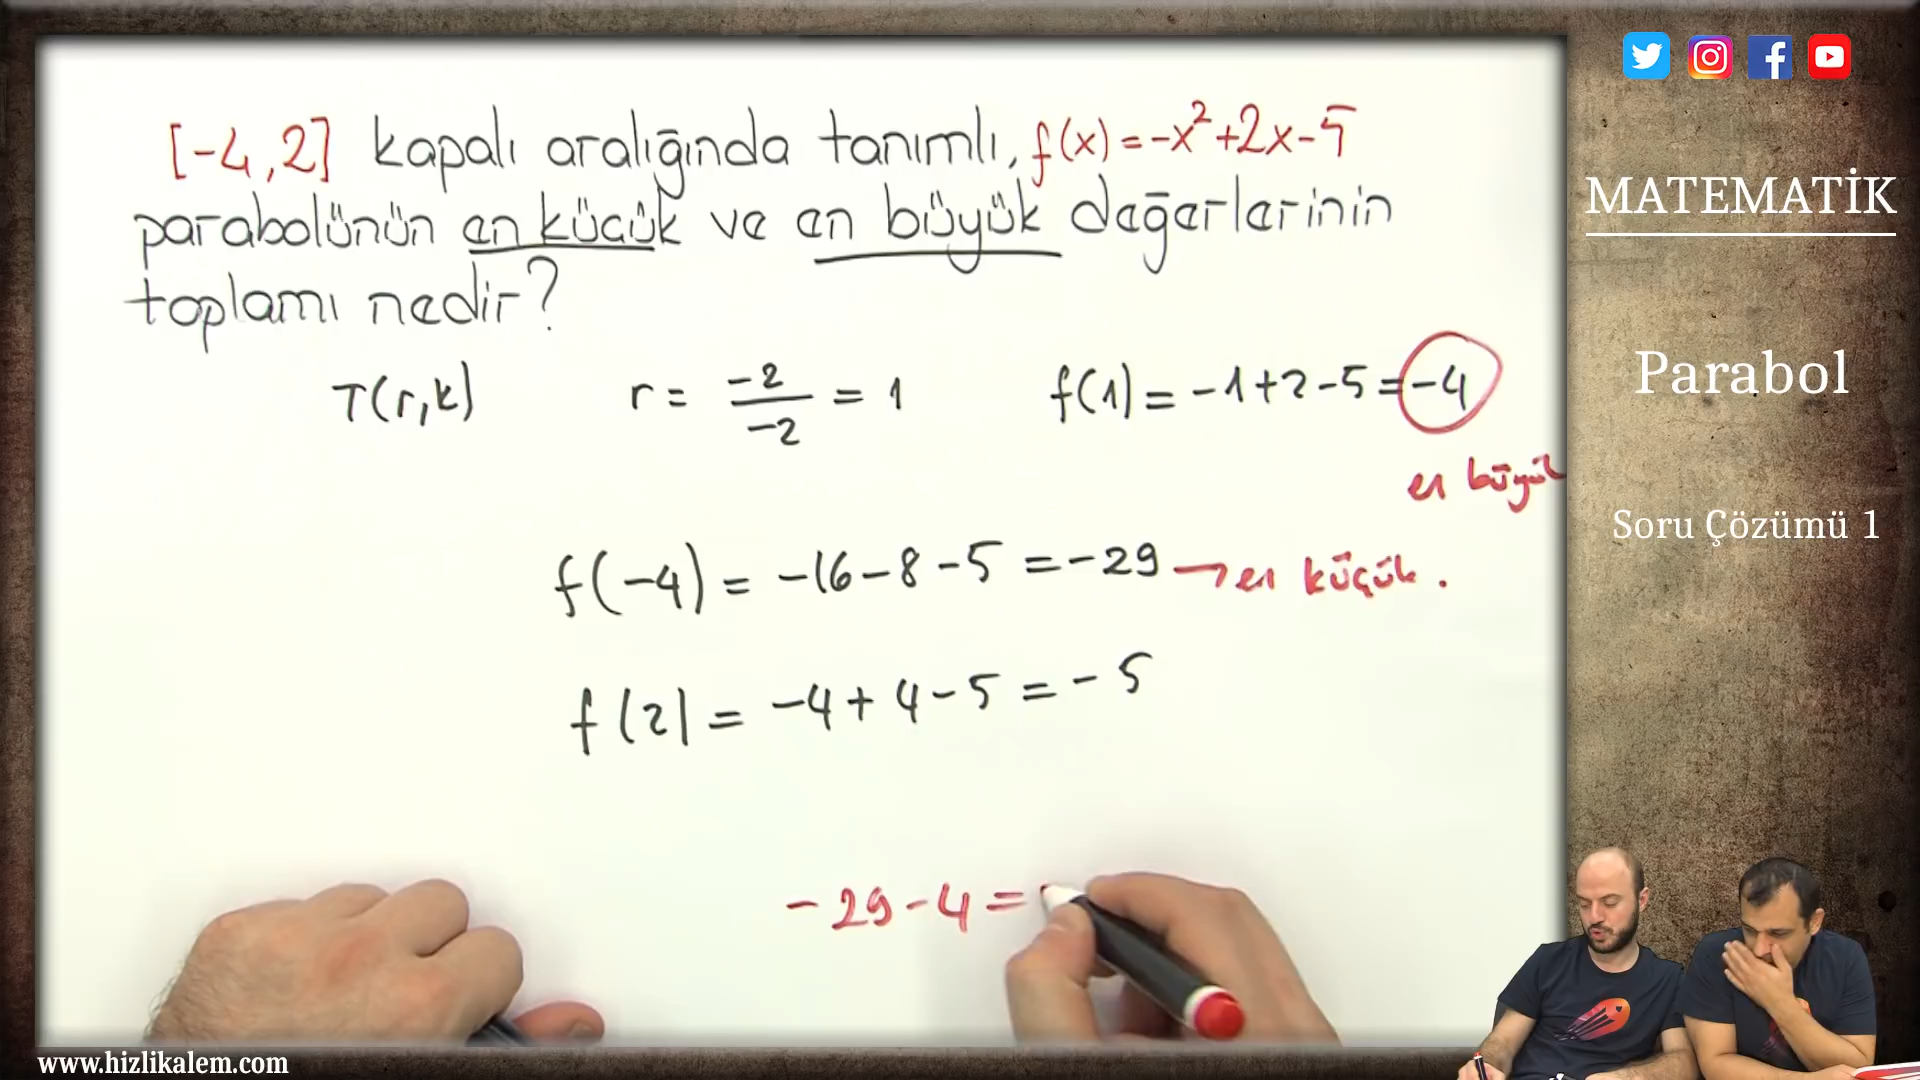 [-4,2] kapalı aralığında tanımlı, f(x)=-x²+2x-5
parabolünün en küçük ve en büyük değerlerinin
toplamı nedir?
T(r,k) r = -2/-2 = 1 f(1) = -1+2-5 = -4
en büyük
f(-4) = -16-8-5 = -29 → en küçük.
f(2) = -4+4-5 = -5
-29-4 =
MATEMATİK
Parabol
Soru Çözümü 1
www.hizlikalem.com